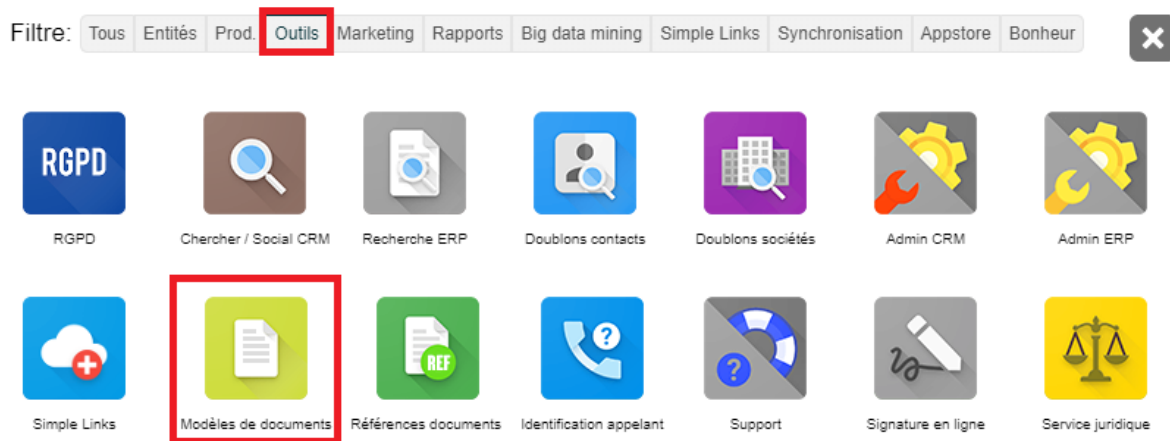 Filtre: Tous Entités Prod. Outils Marketing Rapports Big data mining Simple Links Synchronisation Appstore Bonheur
RGPD
RGPD Chercher / Social CRM Recherche ERP Doublons contacts Doublons sociétés Admin CRM Admin ERP
REF
Simple Links Modèles de documents Références documents Identification appelant Support Signature en ligne Service juridique